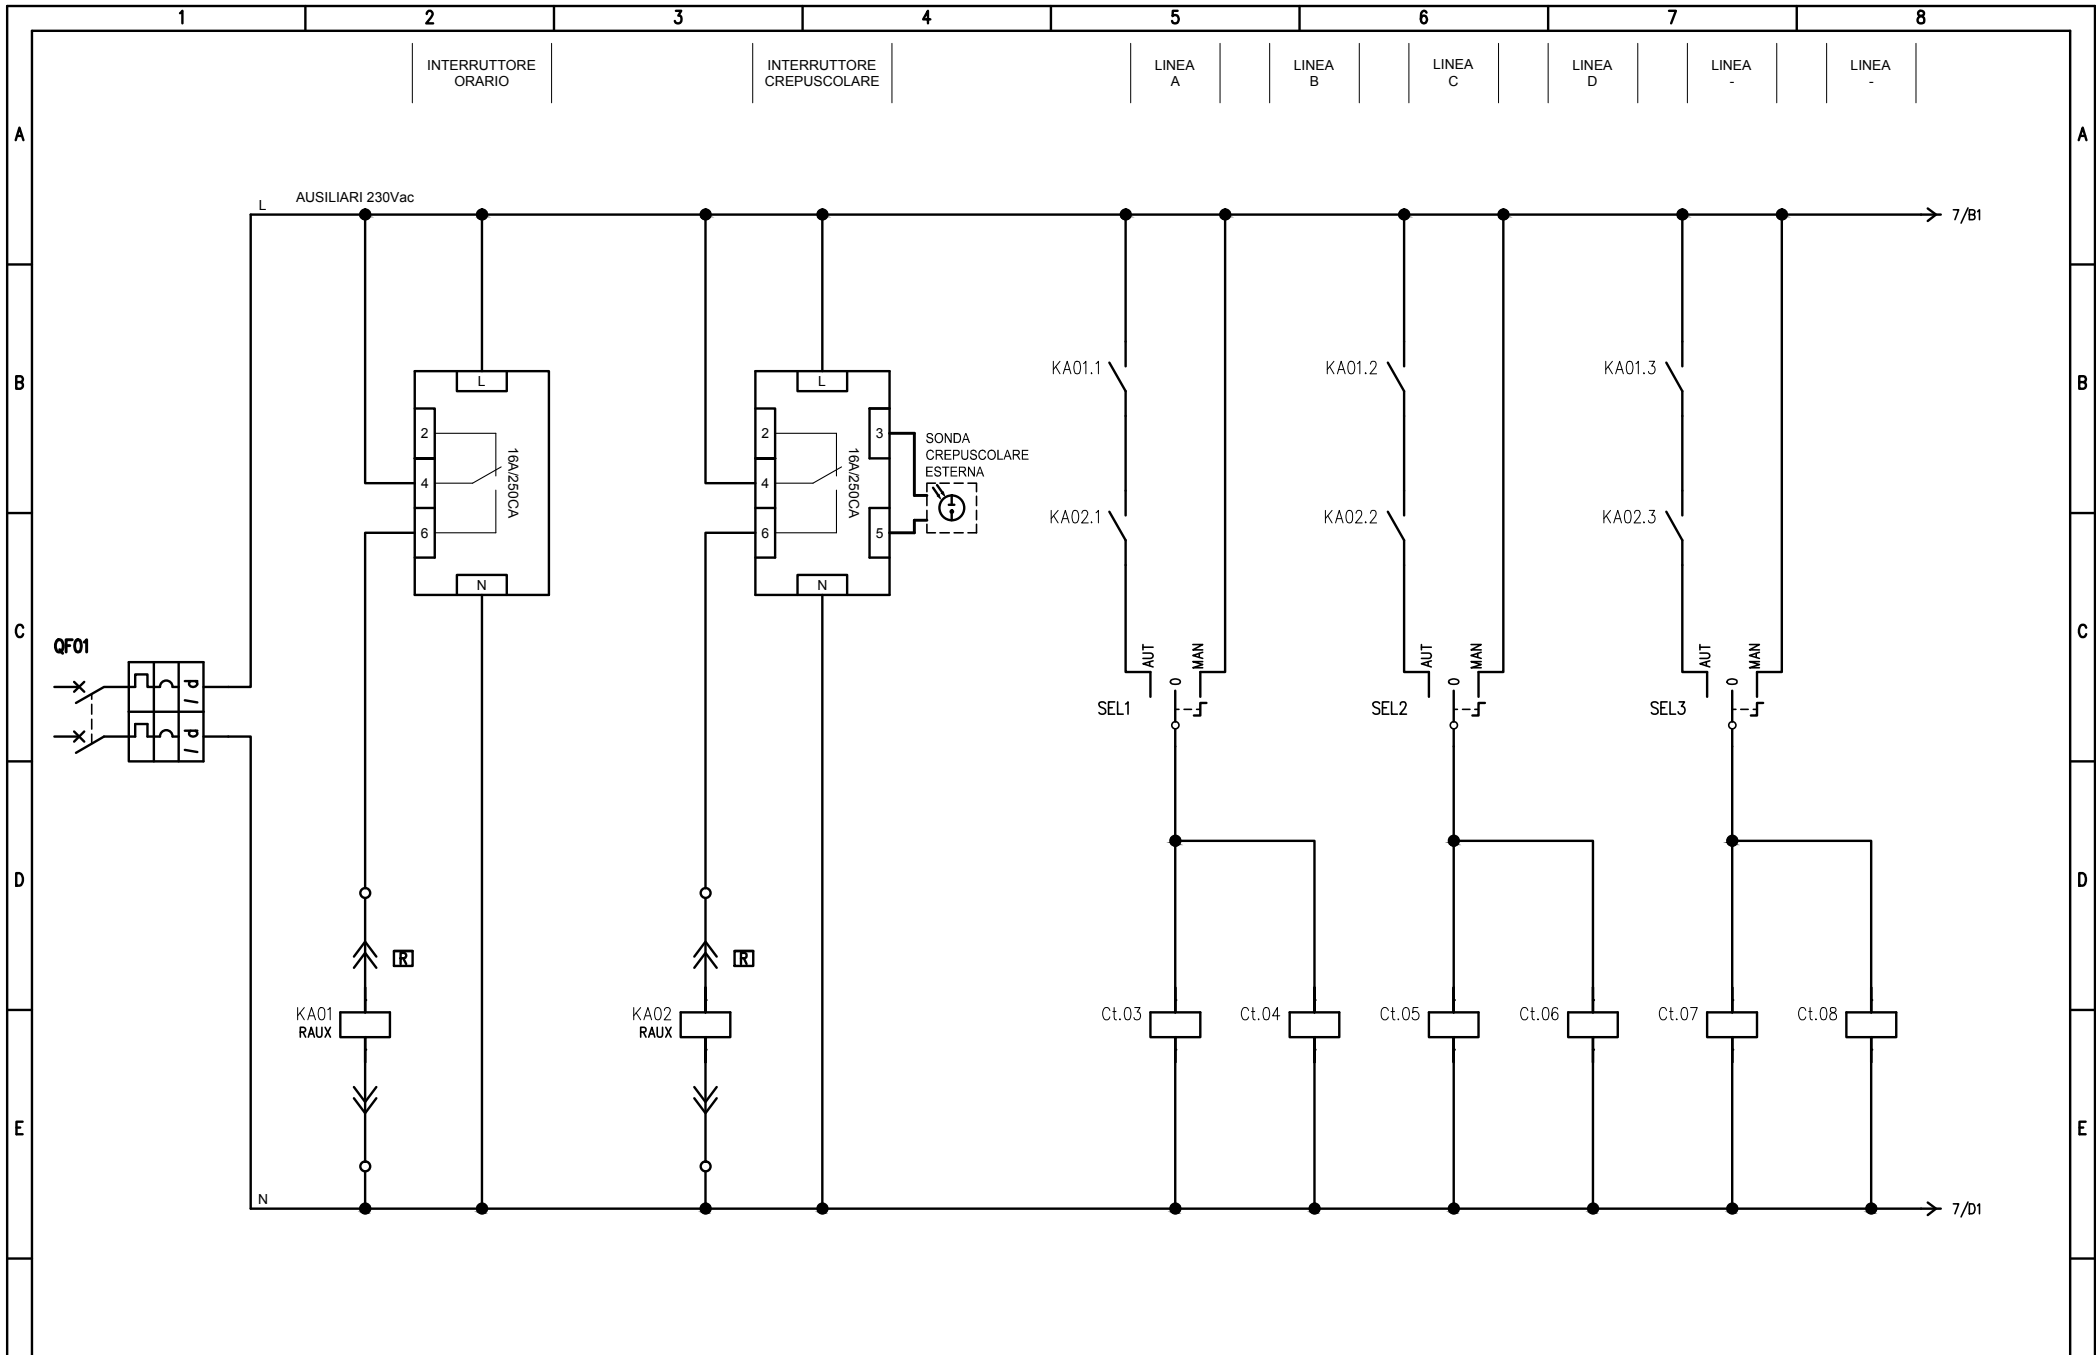 1 2 3 4 5 6 7 8
INTERRUTTORE
ORARIO
INTERRUTTORE
CREPUSCOLARE
LINEA
A
LINEA
B
LINEA
C
LINEA
D
LINEA
-
LINEA
-
A A
L AUSILIARI 230Vac
7/B1
B B
L
2
4
6
16A/250CA
N
L
2
4
6
16A/250CA
3
5
N
SONDA
CREPUSCOLARE
ESTERNA
KA01.1
KA01.2
KA01.3
KA02.1
KA02.2
KA02.3
C C
QF01
d
I
d
I
AUT 0 MAN
SEL1
AUT 0 MAN
SEL2
AUT 0 MAN
SEL3
D D
R
R
KA01
RAUX
KA02
RAUX
Ct.03
Ct.04
Ct.05
Ct.06
Ct.07
Ct.08
E E
N
7/D1